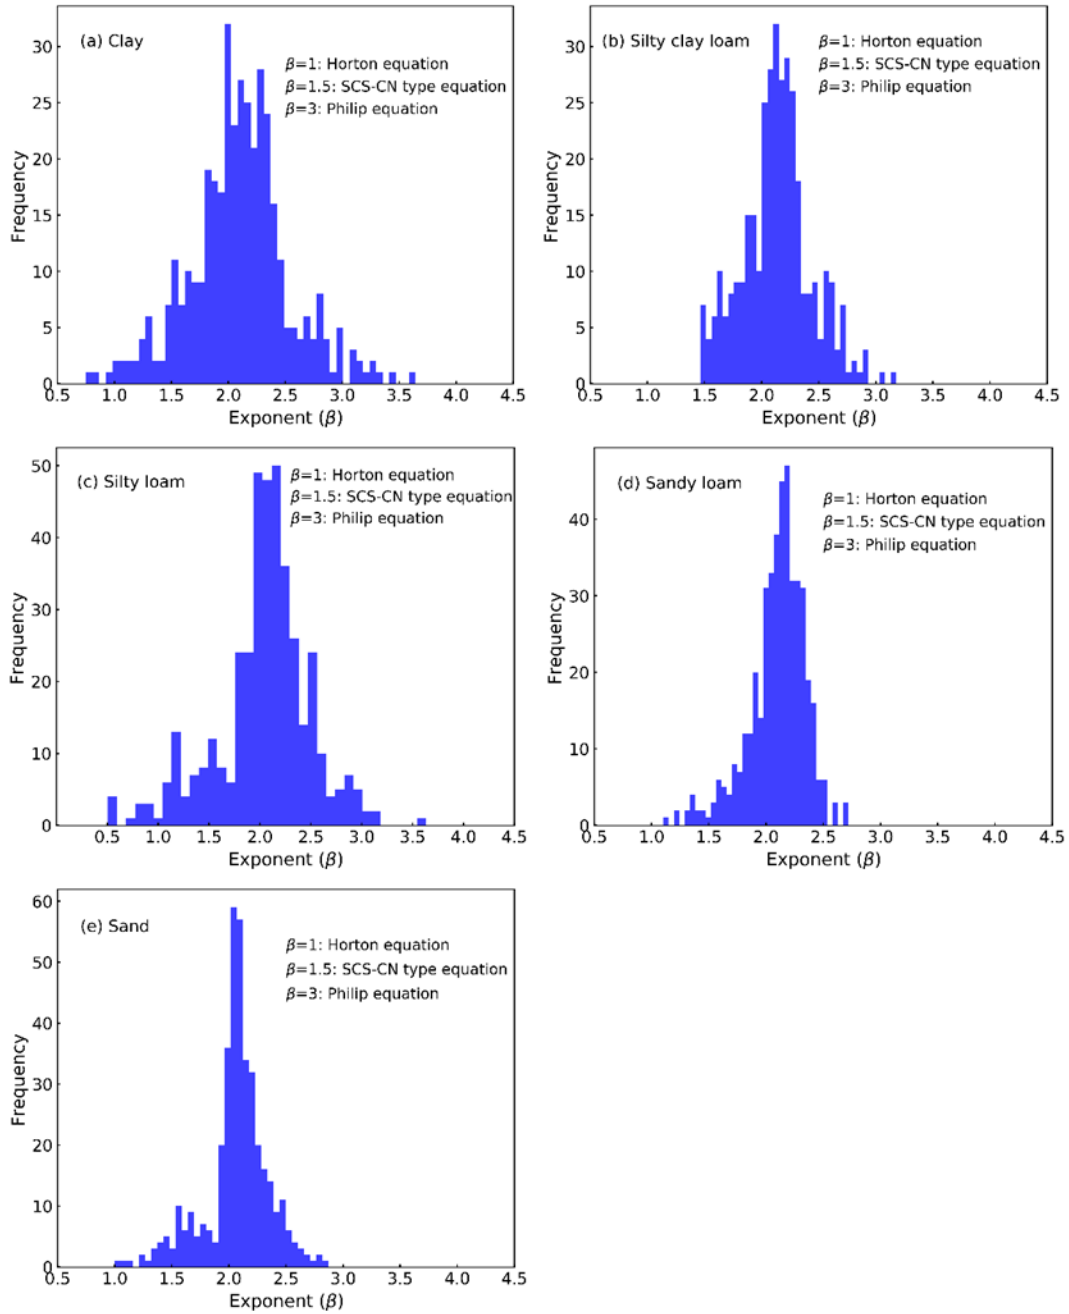 (a) Clay
β=1: Horton equation
β=1.5: SCS-CN type equation
β=3: Philip equation
Frequency
30
25
20
15
10
5
0
0.5 1.0 1.5 2.0 2.5 3.0 3.5 4.0 4.5
Exponent (β)
(b) Silty clay loam
β=1: Horton equation
β=1.5: SCS-CN type equation
β=3: Philip equation
Frequency
30
25
20
15
10
5
0
0.5 1.0 1.5 2.0 2.5 3.0 3.5 4.0 4.5
Exponent (β)
(c) Silty loam
β=1: Horton equation
β=1.5: SCS-CN type equation
β=3: Philip equation
Frequency
50
40
30
20
10
0
0.5 1.0 1.5 2.0 2.5 3.0 3.5 4.0 4.5
Exponent (β)
(d) Sandy loam
β=1: Horton equation
β=1.5: SCS-CN type equation
β=3: Philip equation
Frequency
40
30
20
10
0
0.5 1.0 1.5 2.0 2.5 3.0 3.5 4.0 4.5
Exponent (β)
(e) Sand
β=1: Horton equation
β=1.5: SCS-CN type equation
β=3: Philip equation
Frequency
60
50
40
30
20
10
0
0.5 1.0 1.5 2.0 2.5 3.0 3.5 4.0 4.5
Exponent (β)